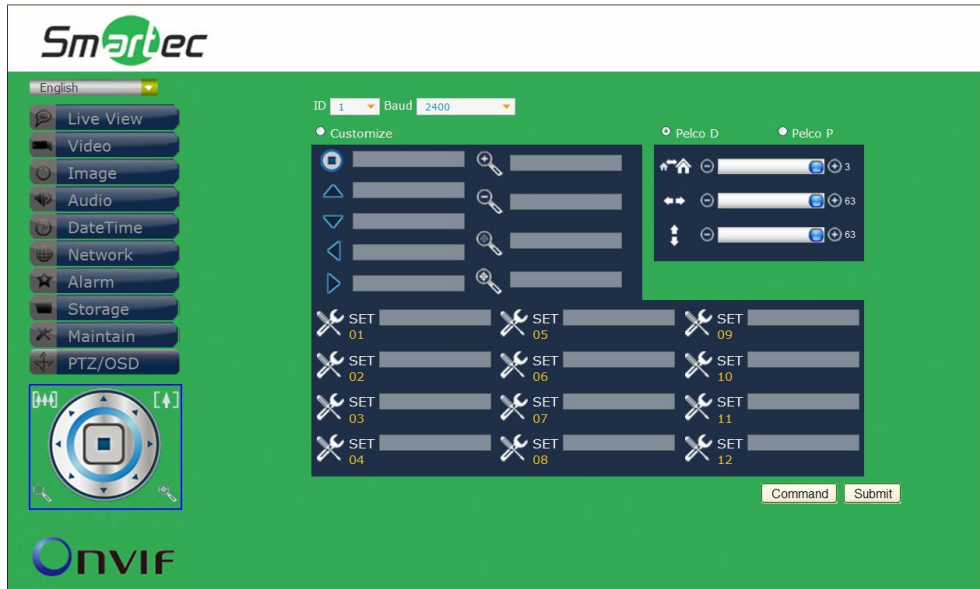 Smartec
English
ID 1 Baud 2400
Customize
Pelco D Pelco P
Live View
Video
Image
Audio
DateTime
Network
Alarm
Storage
Maintain
PTZ/OSD
3
63
63
SET 01
SET 05
SET 09
SET 02
SET 06
SET 10
SET 03
SET 07
SET 11
SET 04
SET 08
SET 12
Command Submit
ONVIF